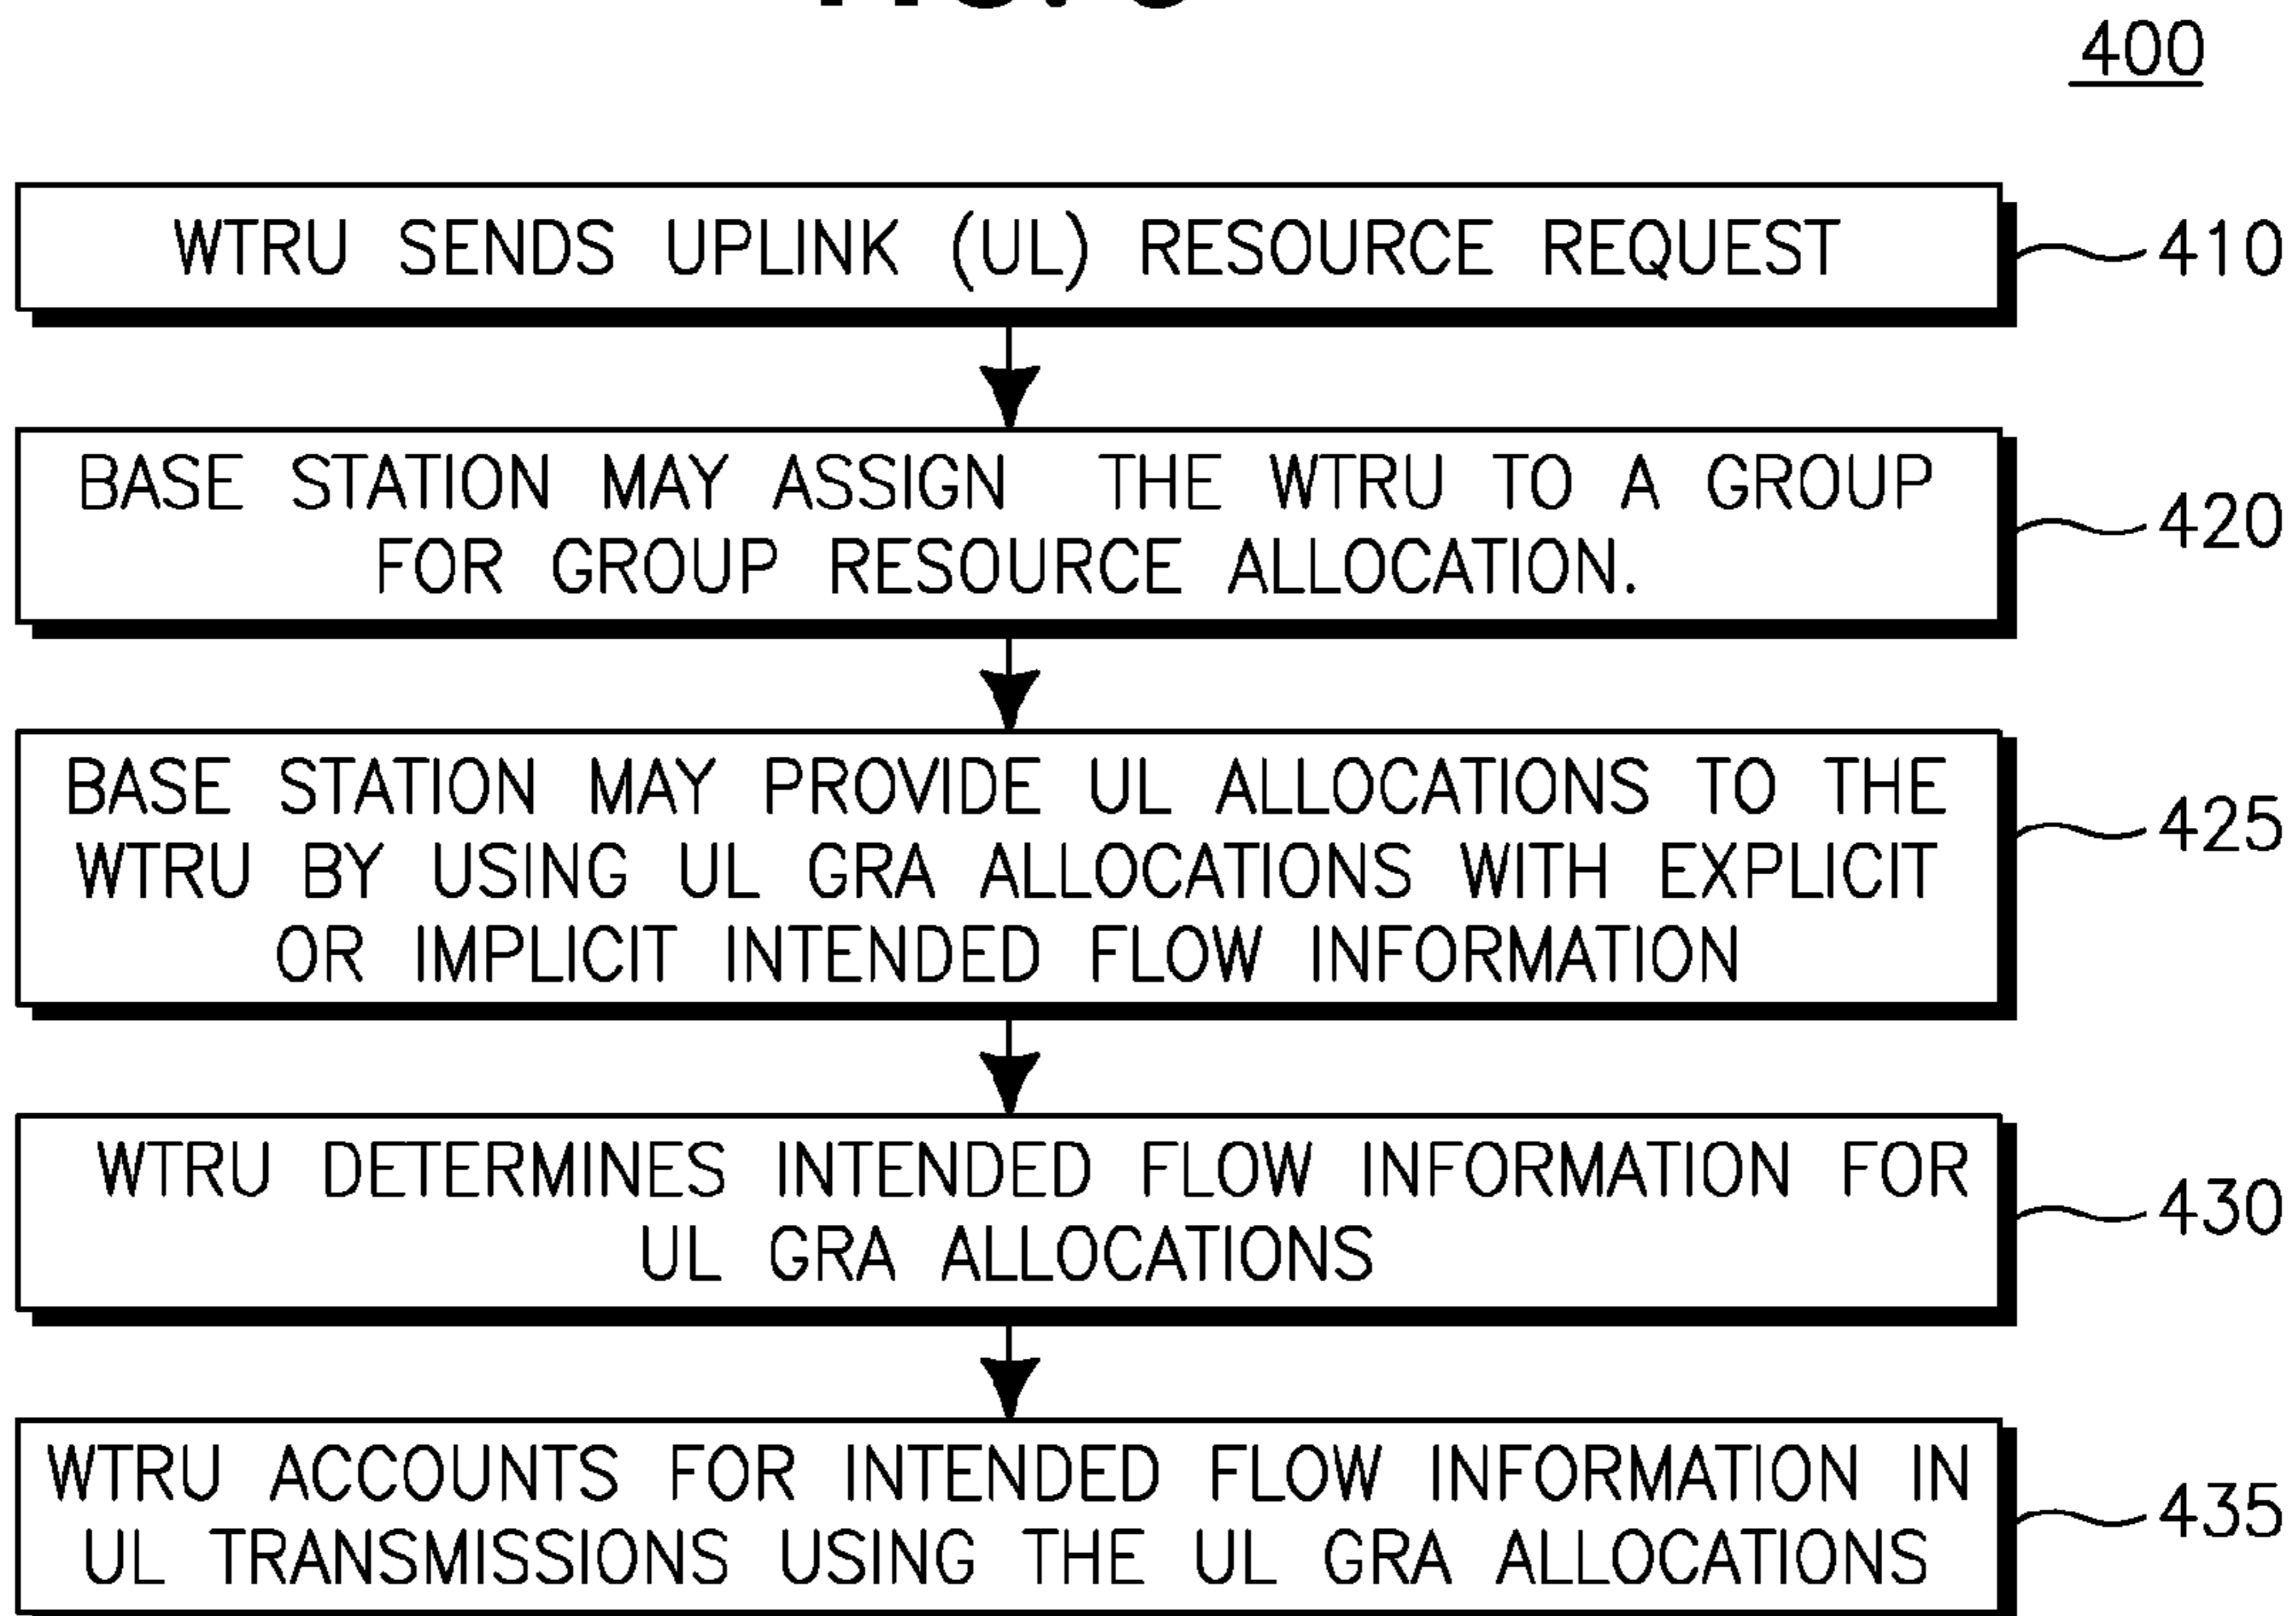 400
WTRU SENDS UPLINK (UL) RESOURCE REQUEST
410
BASE STATION MAY ASSIGN THE WTRU TO A GROUP
FOR GROUP RESOURCE ALLOCATION.
420
BASE STATION MAY PROVIDE UL ALLOCATIONS TO THE
WTRU BY USING UL GRA ALLOCATIONS WITH EXPLICIT
OR IMPLICIT INTENDED FLOW INFORMATION
425
WTRU DETERMINES INTENDED FLOW INFORMATION FOR
UL GRA ALLOCATIONS
430
WTRU ACCOUNTS FOR INTENDED FLOW INFORMATION IN
UL TRANSMISSIONS USING THE UL GRA ALLOCATIONS
435